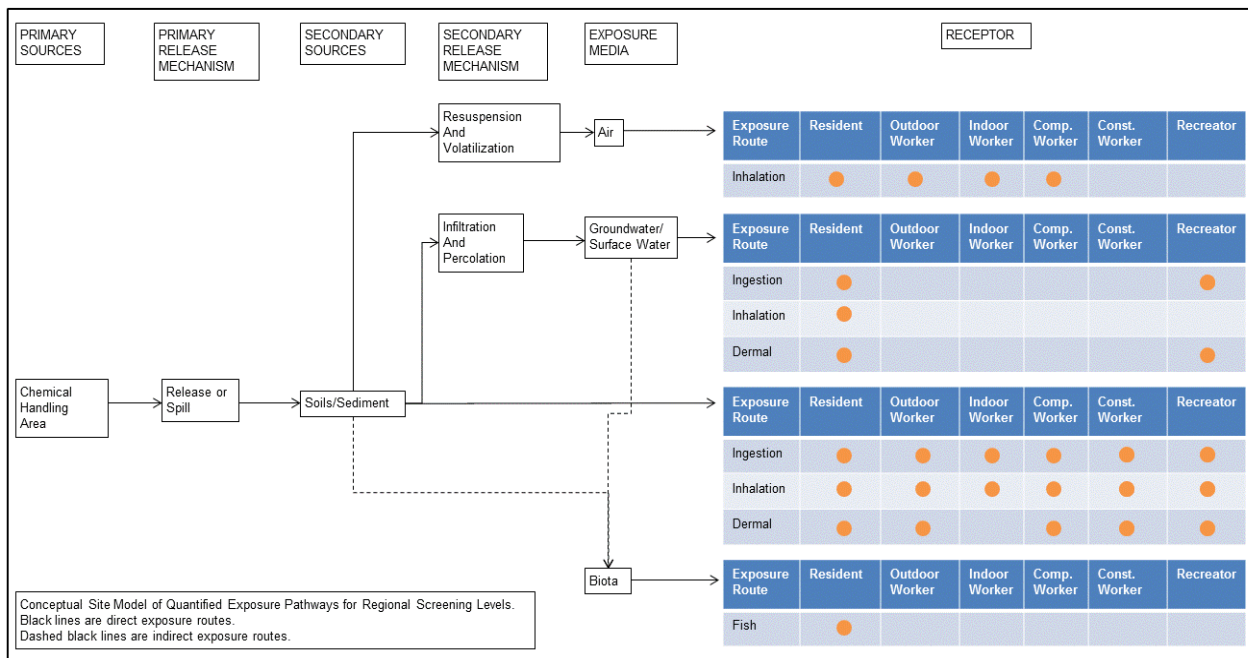 PRIMARY
SOURCES
PRIMARY
RELEASE
MECHANISM
SECONDARY
SOURCES
SECONDARY
RELEASE
MECHANISM
EXPOSURE
MEDIA
RECEPTOR
Resuspension
And
Volatilization
Air
Exposure
Route
Resident
Outdoor
Worker
Indoor
Worker
Comp.
Worker
Const.
Worker
Recreator
Inhalation
Infiltration
And
Percolation
Groundwater/
Surface Water
Exposure
Route
Resident
Outdoor
Worker
Indoor
Worker
Comp.
Worker
Const.
Worker
Recreator
Ingestion
Inhalation
Dermal
Chemical
Handling
Area
Release or
Spill
Soils/Sediment
Exposure
Route
Resident
Outdoor
Worker
Indoor
Worker
Comp.
Worker
Const.
Worker
Recreator
Ingestion
Inhalation
Dermal
Biota
Exposure
Route
Resident
Outdoor
Worker
Indoor
Worker
Comp.
Worker
Const.
Worker
Recreator
Fish
Conceptual Site Model of Quantified Exposure Pathways for Regional Screening Levels.
Black lines are direct exposure routes.
Dashed black lines are indirect exposure routes.